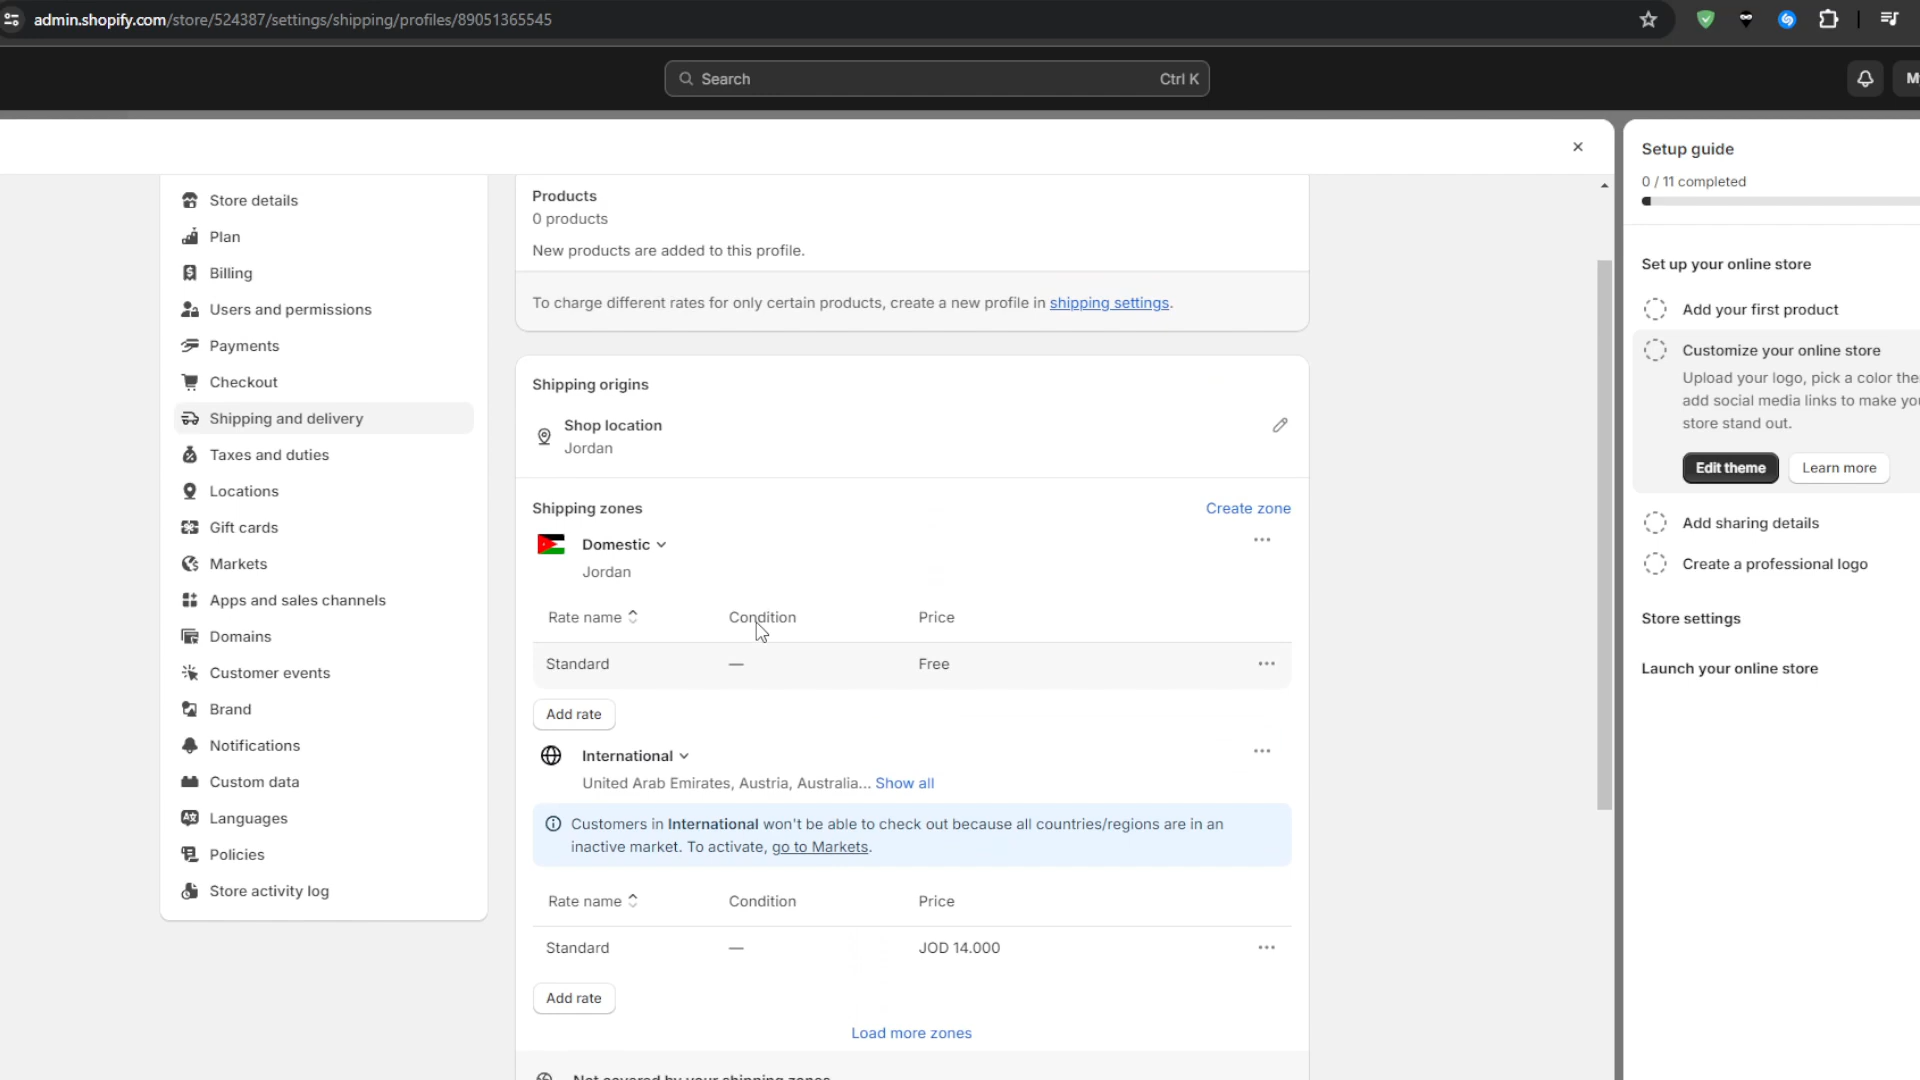 admin.shopify.com/store/524387/settings/shipping/profiles/89051365545
Search
Ctrl K
Store details
Plan
Billing
Users and permissions
Payments
Checkout
Shipping and delivery
Taxes and duties
Locations
Gift cards
Markets
Apps and sales channels
Domains
Customer events
Brand
Notifications
Custom data
Languages
Policies
Store activity log
Products
0 products
New products are added to this profile.
To charge different rates for only certain products, create a new profile in shipping settings.
Shipping origins
Shop location
Jordan
Shipping zones
Create zone
Domestic
Jordan
Rate name Condition Price
Standard — Free
Add rate
International
United Arab Emirates, Austria, Australia... Show all
Customers in International won't be able to check out because all countries/regions are in an
inactive market. To activate, go to Markets.
Rate name Condition Price
Standard — JOD 14.000
Add rate
Load more zones
Not covered by your shipping zones
Setup guide
0 / 11 completed
Set up your online store
Add your first product
Customize your online store
Upload your logo, pick a color the
add social media links to make you
store stand out.
Edit theme
Learn more
Add sharing details
Create a professional logo
Store settings
Launch your online store